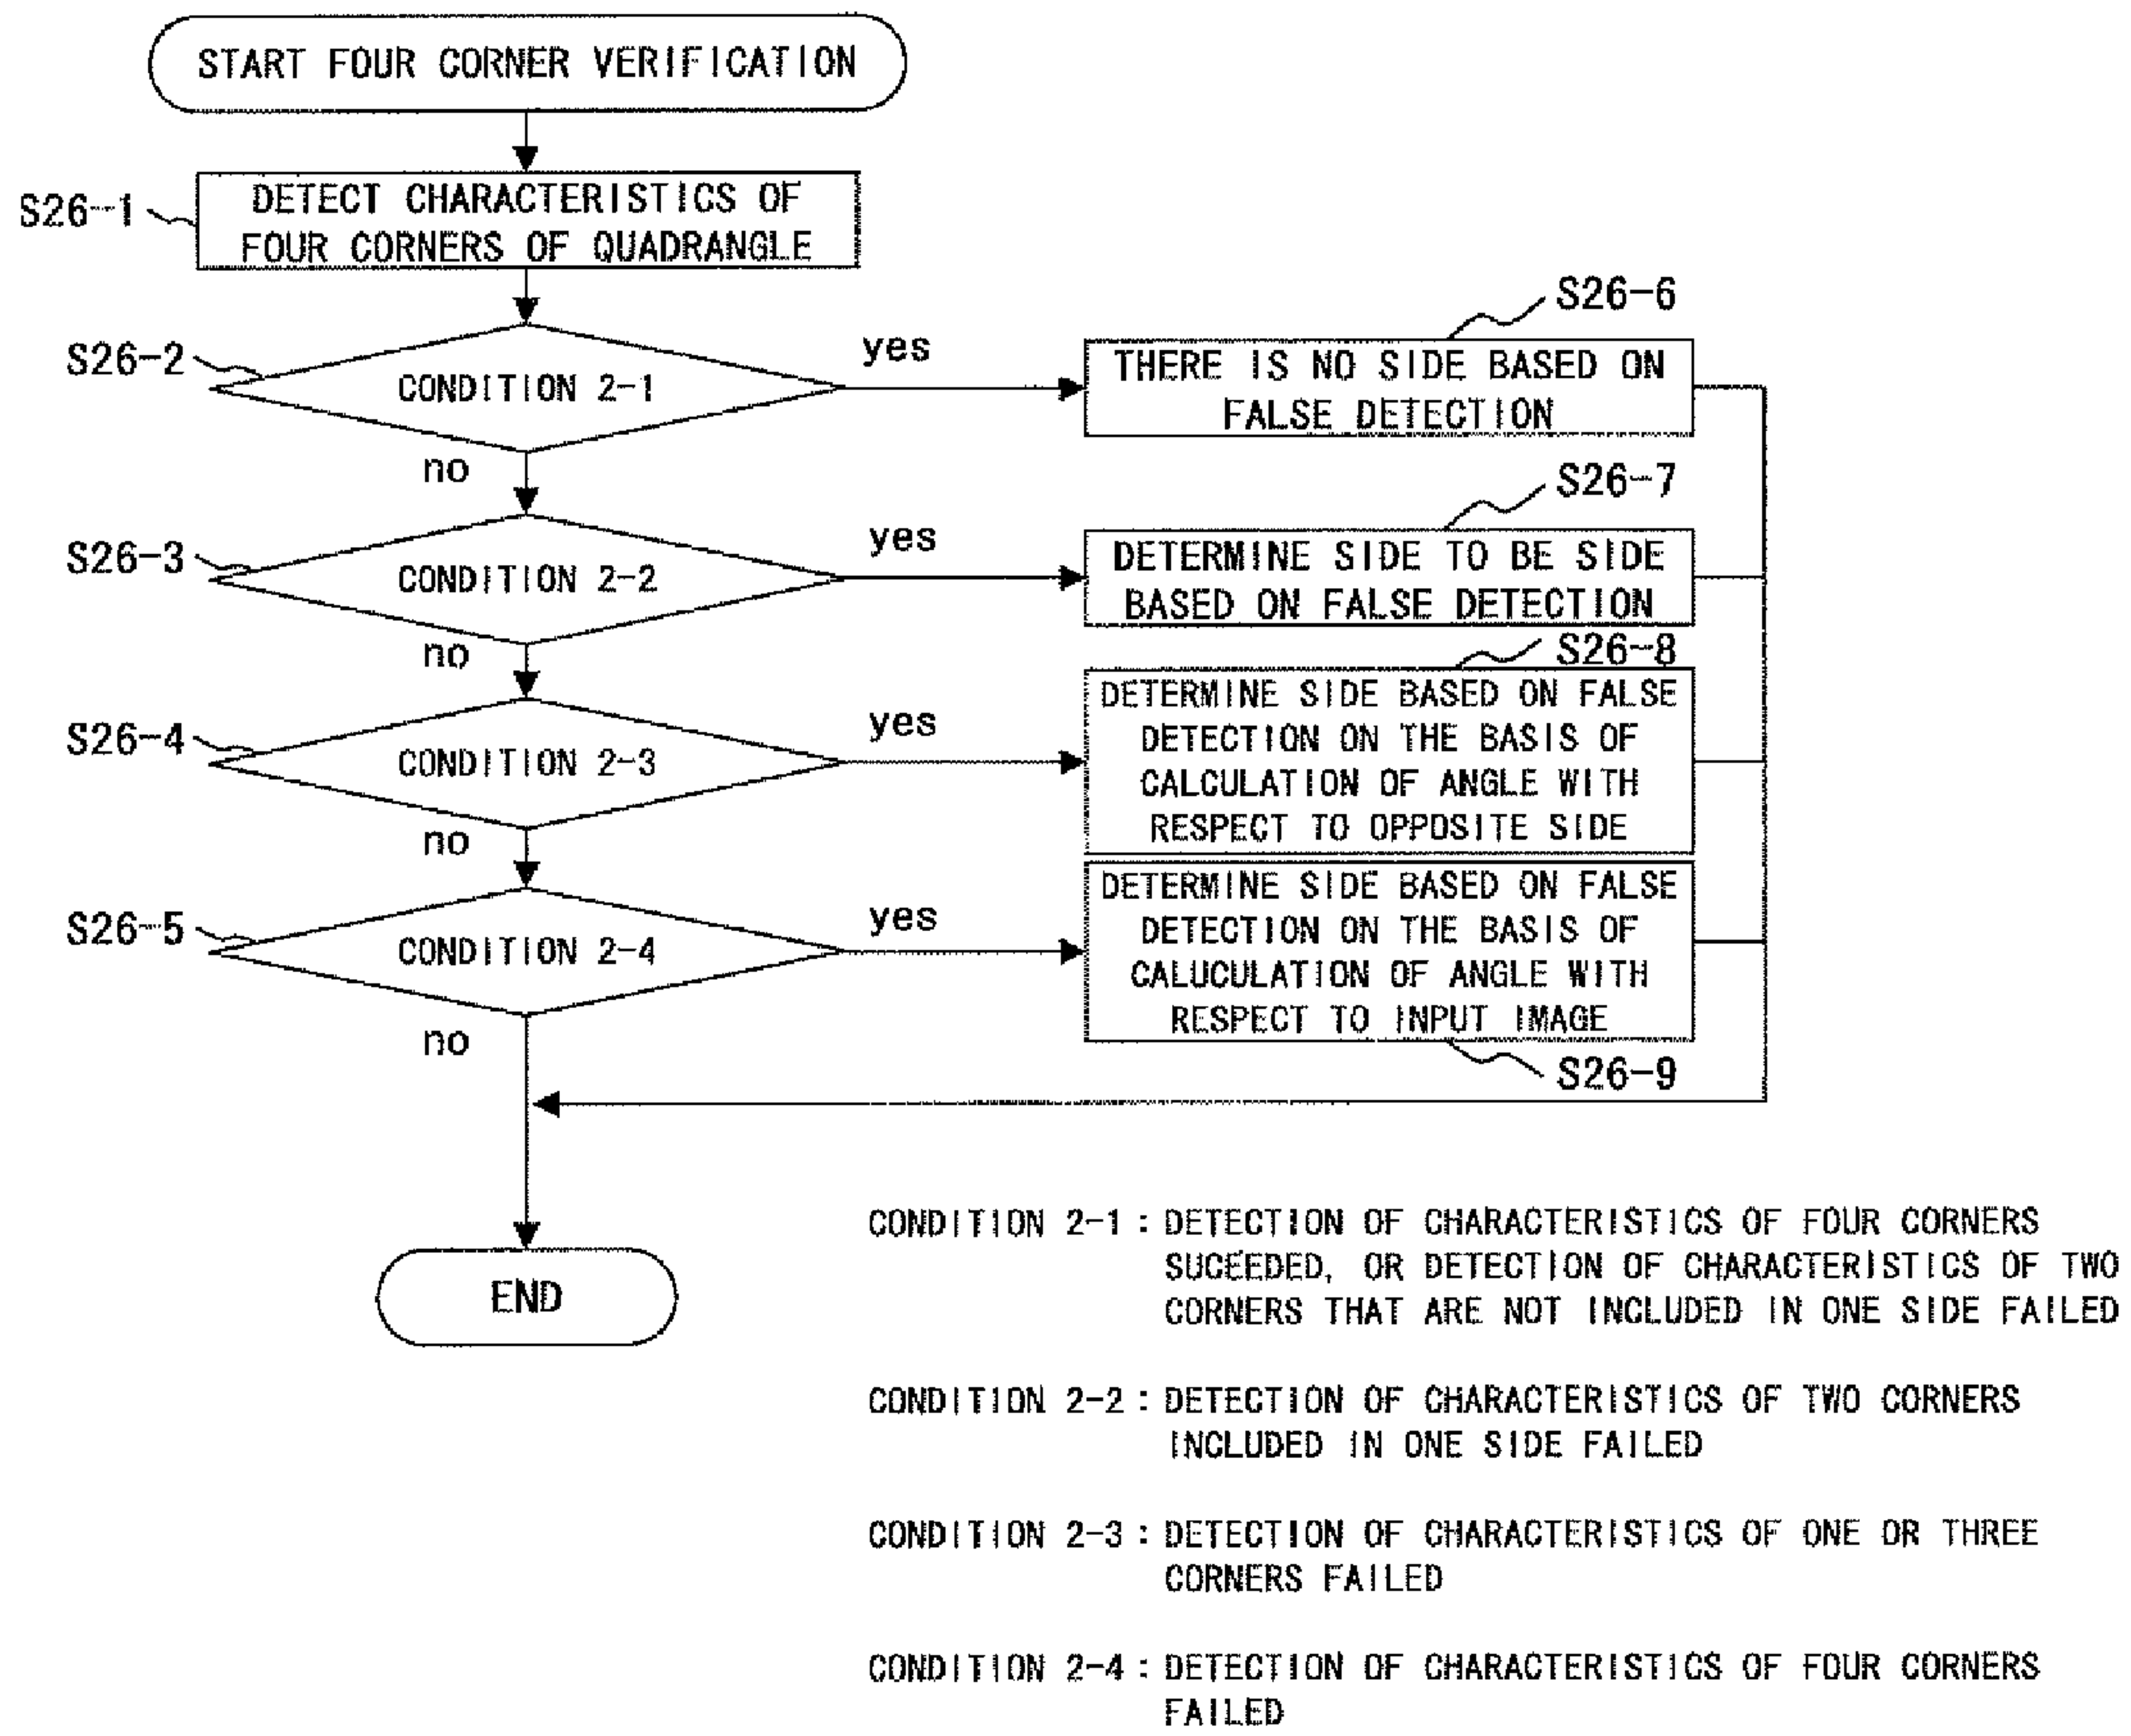 START FOUR CORNER VERIFICATION
S26-1
DETECT CHARACTERISTICS OF
FOUR CORNERS OF QUADRANGLE
S26-2
CONDITION 2-1
yes
no
S26-6
THERE IS NO SIDE BASED ON
FALSE DETECTION
S26-3
CONDITION 2-2
yes
no
S26-7
DETERMINE SIDE TO BE SIDE
BASED ON FALSE DETECTION
S26-4
CONDITION 2-3
yes
no
S26-8
DETERMINE SIDE BASED ON FALSE
DETECTION ON THE BASIS OF
CALCULATION OF ANGLE WITH
RESPECT TO OPPOSITE SIDE
S26-5
CONDITION 2-4
yes
no
DETERMINE SIDE BASED ON FALSE
DETECTION ON THE BASIS OF
CALUCULATION OF ANGLE WITH
RESPECT TO INPUT IMAGE
S26-9
END
CONDITION 2-1 : DETECTION OF CHARACTERISTICS OF FOUR CORNERS
SUCEEDED, OR DETECTION OF CHARACTERISTICS OF TWO
CORNERS THAT ARE NOT INCLUDED IN ONE SIDE FAILED
CONDITION 2-2 : DETECTION OF CHARACTERISTICS OF TWO CORNERS
INCLUDED IN ONE SIDE FAILED
CONDITION 2-3 : DETECTION OF CHARACTERISTICS OF ONE OR THREE
CORNERS FAILED
CONDITION 2-4 : DETECTION OF CHARACTERISTICS OF FOUR CORNERS
FAILED